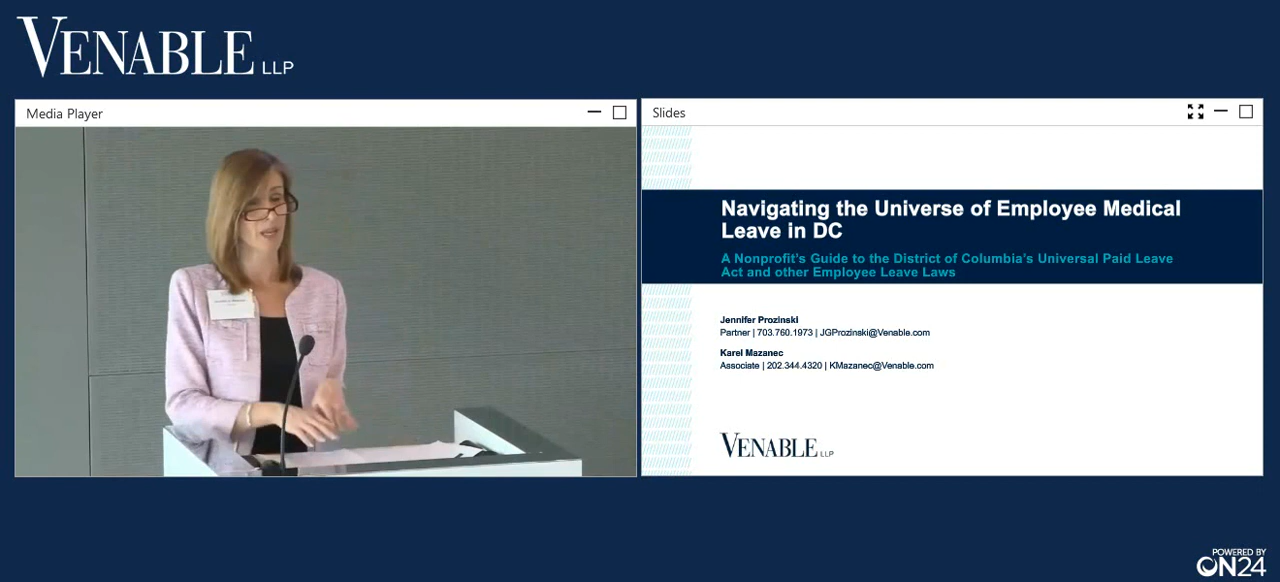 VENABLE LLP
Media Player
Slides
Navigating the Universe of Employee Medical
Leave in DC
A Nonprofit's Guide to the District of Columbia's Universal Paid Leave
Act and other Employee Leave Laws
Jennifer Prozinski
Partner | 703.760.1973 | JGProzinski@Venable.com
Karel Mazanec
Associate | 202.344.4320 | KMazanec@Venable.com
VENABLE LLP
POWERED BY
ON24